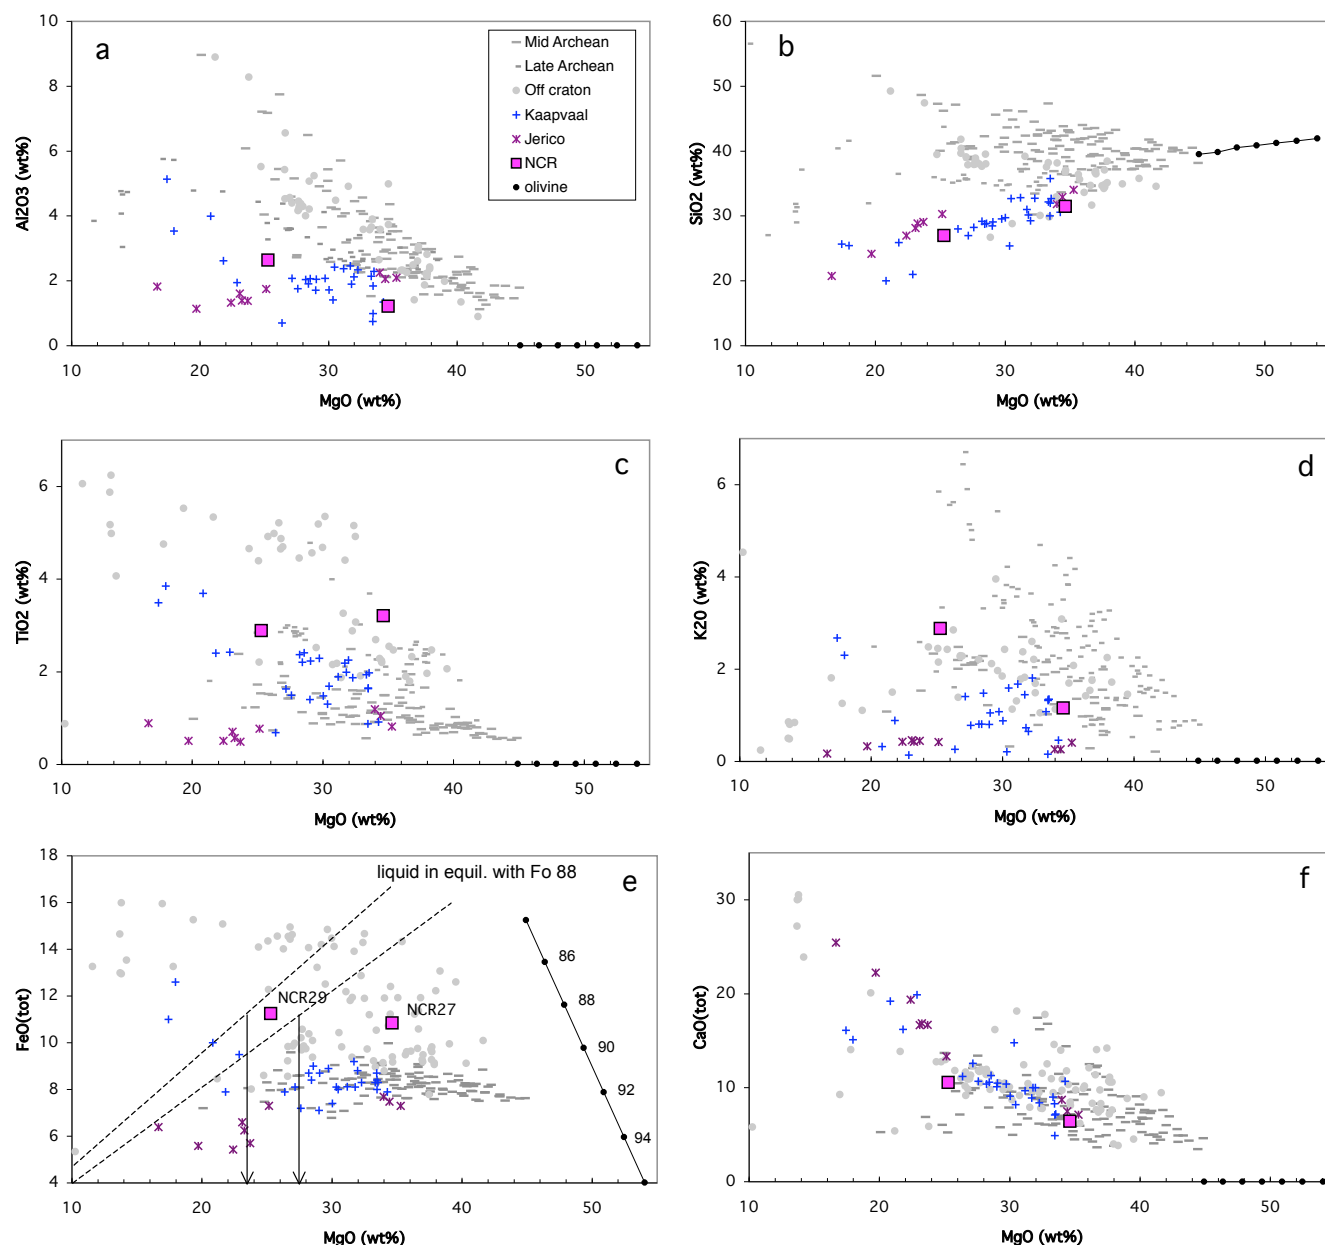 a
10
8
6
4
2
0
Al2O3 (wt%)
10 20 30 40 50
MgO (wt%)
Mid Archean
Late Archean
Off craton
Kaapvaal
Jerico
NCR
olivine
b
60
50
40
30
20
10
SiO2 (wt%)
10 20 30 40 50
MgO (wt%)
c
6
4
2
0
TiO2 (wt%)
10 20 30 40 50
MgO (wt%)
d
6
4
2
0
K2O (wt%)
10 20 30 40 50
MgO (wt%)
e
18
16
14
12
10
8
6
4
FeO(tot)
liquid in equil. with Fo 88
NCR29
NCR27
86
88
90
92
94
10 20 30 40 50
MgO (wt%)
f
30
20
10
0
CaO(tot)
10 20 30 40 50
MgO (wt%)